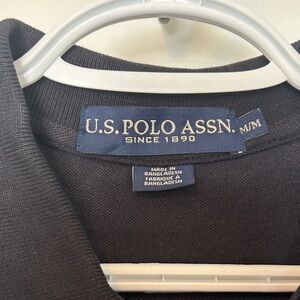 U.S. POLO ASSN.
SINCE 1890
M/M
MADE IN
BANGLADESH
FABRIQUÉ A
BANGLADESH